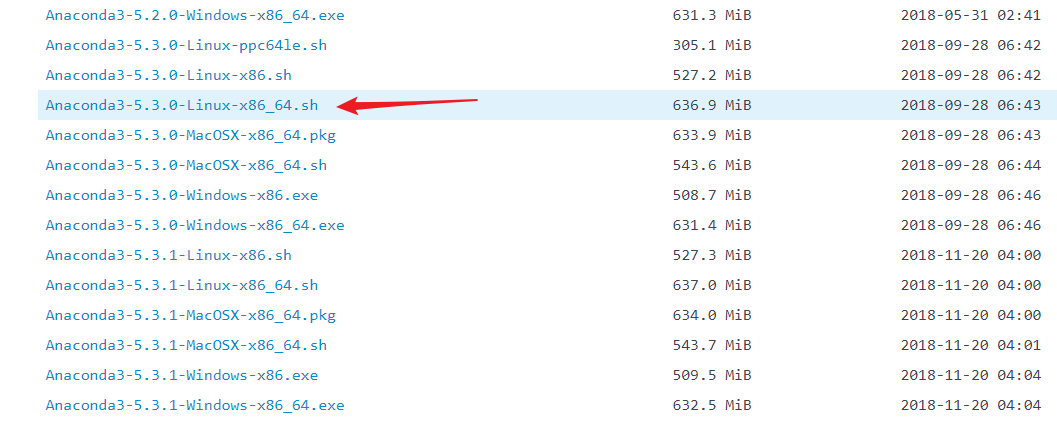 Anaconda3-5.2.0-Windows-x86_64.exe 631.3 MiB 2018-05-31 02:41
Anaconda3-5.3.0-Linux-ppc64le.sh 305.1 MiB 2018-09-28 06:42
Anaconda3-5.3.0-Linux-x86.sh 527.2 MiB 2018-09-28 06:42
Anaconda3-5.3.0-Linux-x86_64.sh 636.9 MiB 2018-09-28 06:43
Anaconda3-5.3.0-MacOSX-x86_64.pkg 633.9 MiB 2018-09-28 06:43
Anaconda3-5.3.0-MacOSX-x86_64.sh 543.6 MiB 2018-09-28 06:44
Anaconda3-5.3.0-Windows-x86.exe 508.7 MiB 2018-09-28 06:46
Anaconda3-5.3.0-Windows-x86_64.exe 631.4 MiB 2018-09-28 06:46
Anaconda3-5.3.1-Linux-x86.sh 527.3 MiB 2018-11-20 04:00
Anaconda3-5.3.1-Linux-x86_64.sh 637.0 MiB 2018-11-20 04:00
Anaconda3-5.3.1-MacOSX-x86_64.pkg 634.0 MiB 2018-11-20 04:00
Anaconda3-5.3.1-MacOSX-x86_64.sh 543.7 MiB 2018-11-20 04:01
Anaconda3-5.3.1-Windows-x86.exe 509.5 MiB 2018-11-20 04:04
Anaconda3-5.3.1-Windows-x86_64.exe 632.5 MiB 2018-11-20 04:04